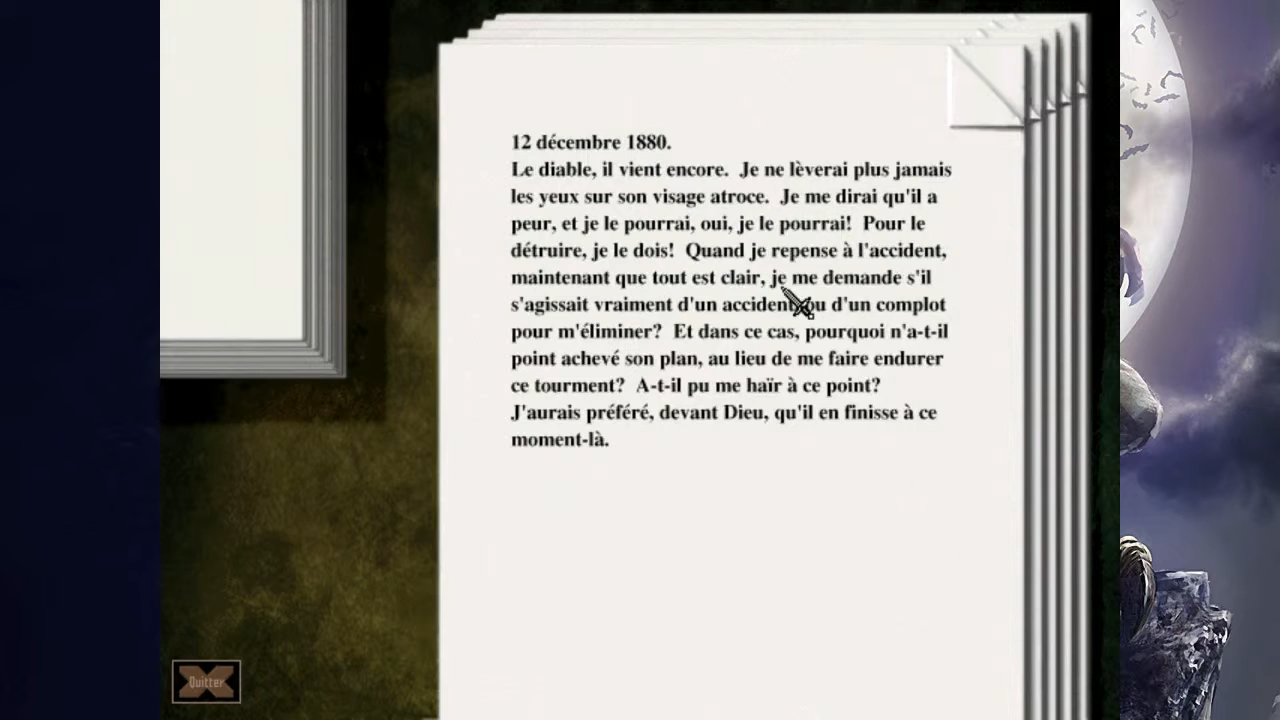 12 décembre 1880.
Le diable, il vient encore.  Je ne lèverai plus jamais
les yeux sur son visage atroce.  Je me dirai qu'il a
peur, et je le pourrai, oui, je le pourrai!  Pour le
détruire, je le dois!  Quand je repense à l'accident,
maintenant que tout est clair, je me demande s'il
s'agissait vraiment d'un accident, ou d'un complot
pour m'éliminer?  Et dans ce cas, pourquoi n'a-t-il
point achevé son plan, au lieu de me faire endurer
ce tourment?  A-t-il pu me haïr à ce point?
J'aurais préféré, devant Dieu, qu'il en finisse à ce
moment-là.
Quitter